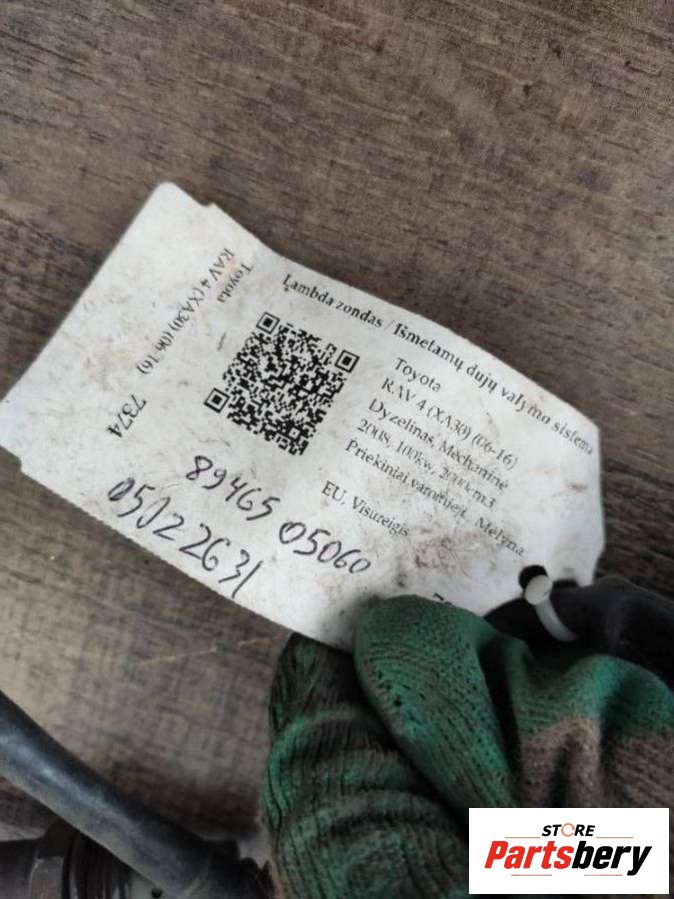 Lambda zondas / Išmetamų dujų valymo sistema
Toyota
RAV 4 (XA30) (06-16)
Dyzelinas, Mechaninė
2008, 100kw, 2000cm3
Priekiniai varomieji, Mėlyna
EU, Visureigis
Toyota
RAV 4 (XA30) (06-16)
7374
89465 05060
05022631
STORE
Partsbery